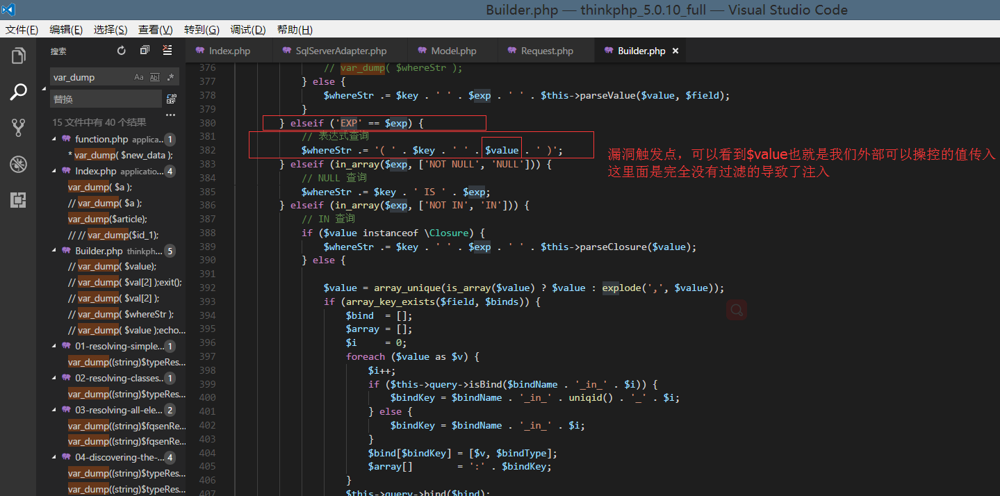 Builder.php — thinkphp_5.0.10_full — Visual Studio Code
文件(F) 编辑(E) 选择(S) 查看(V) 转到(G) 调试(D) 帮助(H)
搜索
var_dump
Aa Abl .*
替换
...
15 文件中有 40 个结果
function.php applica... 1
* var_dump( $new_data );
Index.php applicatio... 4
var_dump( $a );
// var_dump( $a );
var_dump($article);
// // var_dump($id_1);
Builder.php thinkph... 5
// var_dump( $value);
// var_dump( $val[2] );exit();
// var_dump( $val[2] );
// var_dump( $whereStr );
// var_dump( $value );echo...
01-resolving-simple... 1
var_dump((string)$typeRes...
02-resolving-classes... 1
var_dump((string)$typeRes...
03-resolving-all-ele... 2
var_dump((string)$fqsenRe...
var_dump((string)$fqsenRe...
04-discovering-the-... 4
var_dump((string)$typeRes...
var_dump((string)$typeRes...
Index.php SqlServerAdapter.php Model.php Request.php Builder.php ×
376 // var_dump( $whereStr );
377 } else {
378 $whereStr .= $key . ' ' . $exp . ' ' . $this->parseValue($value, $field);
379 }
380 } elseif ('EXP' == $exp) {
381 // 表达式查询
382 $whereStr .= '( ' . $key . ' ' . $value . ' )';
383 } elseif (in_array($exp, ['NOT NULL', 'NULL'])) {
384 // NULL 查询
385 $whereStr .= $key . ' IS ' . $exp;
386 } elseif (in_array($exp, ['NOT IN', 'IN'])) {
387 // IN 查询
388 if ($value instanceof \Closure) {
389 $whereStr .= $key . ' ' . $exp . ' ' . $this->parseClosure($value);
390 } else {
391
392 $value = array_unique(is_array($value) ? $value : explode(',', $value));
393 if (array_key_exists($field, $binds)) {
394 $bind = [];
395 $array = [];
396 $i = 0;
397 foreach ($value as $v) {
398 $i++;
399 if ($this->query->isBind($bindName . '_in_' . $i)) {
400 $bindKey = $bindName . '_in_' . uniqid() . '_' . $i;
401 } else {
402 $bindKey = $bindName . '_in_' . $i;
403 }
404 $bind[$bindKey] = [$v, $bindType];
405 $array[] = ':' . $bindKey;
406 }
407 $this->query->bind($bind);
漏洞触发点，可以看到$value也就是我们外部可以操控的值传入
这里面是完全没有过滤的导致了注入